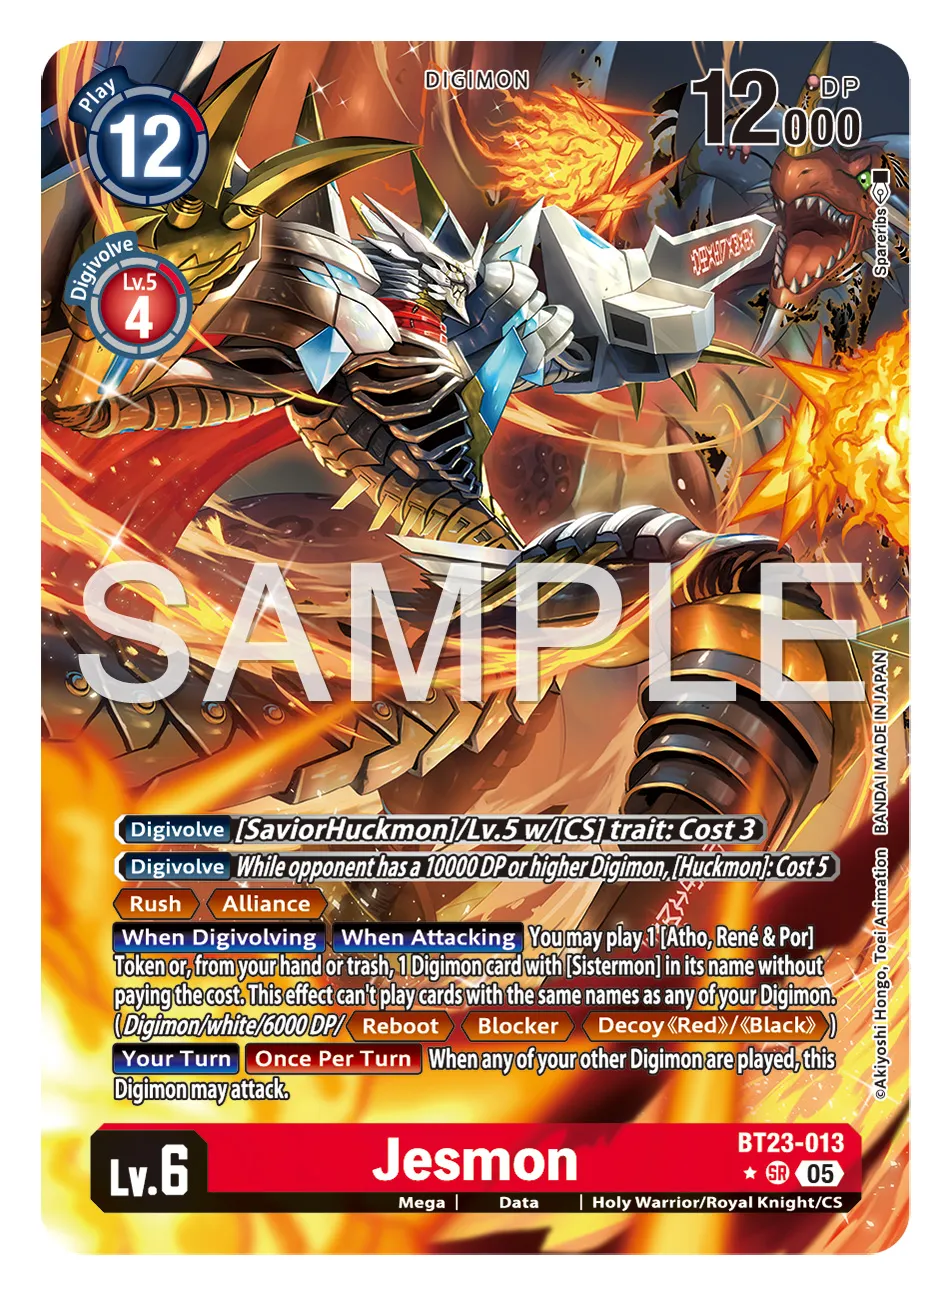 DIGIMON
Play
12
12000 DP
Digivolve
Lv.5
4
Spareribs
SAMPLE
BANDAI MADE IN JAPAN
©Akiyoshi Hongo, Toei Animation
Digivolve [SaviorHuckmon]/Lv.5 w/[CS] trait: Cost 3
Digivolve While opponent has a 10000 DP or higher Digimon, [Huckmon]: Cost 5
Rush Alliance
When Digivolving When Attacking You may play 1 [Atho, René & Por]
Token or, from your hand or trash, 1 Digimon card with [Sistermon] in its name without
paying the cost. This effect can't play cards with the same names as any of your Digimon.
(Digimon/white/6000 DP/ Reboot Blocker Decoy《Red》/《Black》)
Your Turn Once Per Turn When any of your other Digimon are played, this
Digimon may attack.
Lv.6
Jesmon
BT23-013
★ SR 05
Mega | Data | Holy Warrior/Royal Knight/CS